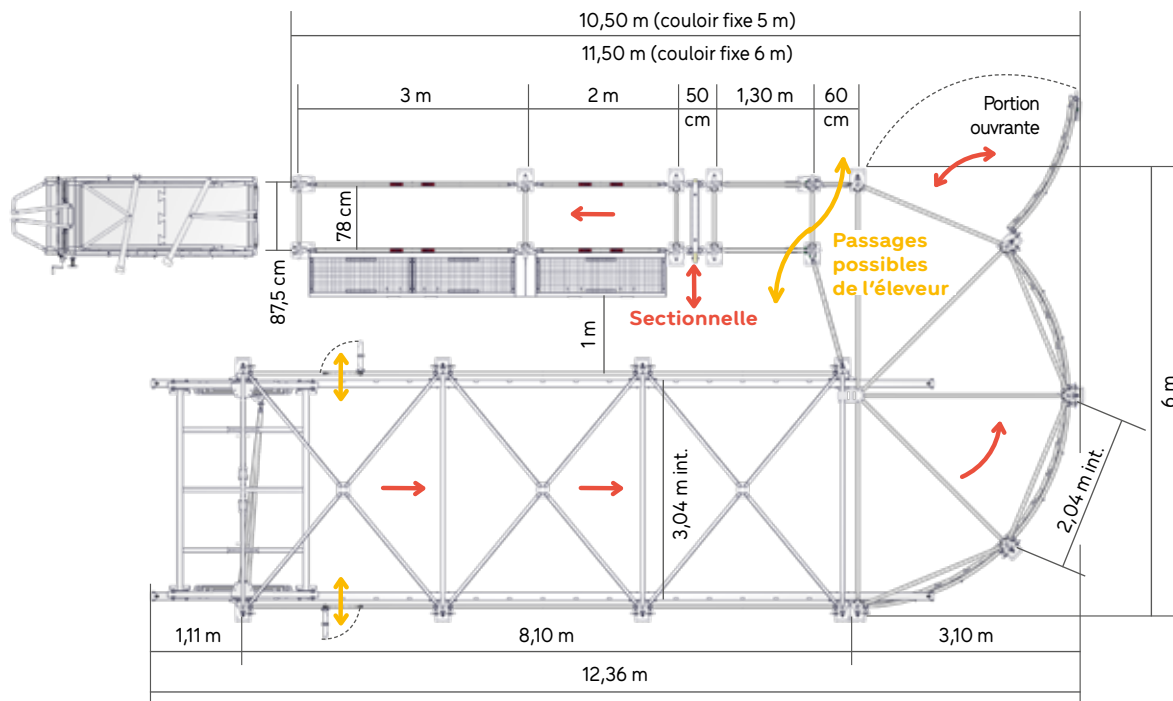 10,50 m (couloir fixe 5 m)
11,50 m (couloir fixe 6 m)
3 m
2 m
50
cm
1,30 m
60
cm
Portion
ouvrante
78 cm
87,5 cm
Passages
possibles
de l'éleveur
Sectionnelle
1 m
6 m
3,04 m int.
2,04 m int.
1,11 m
8,10 m
3,10 m
12,36 m